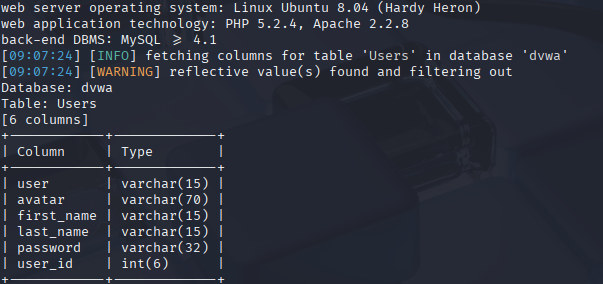 web server operating system: Linux Ubuntu 8.04 (Hardy Heron)
web application technology: PHP 5.2.4, Apache 2.2.8
back-end DBMS: MySQL ≥ 4.1
[09:07:24] [INFO] fetching columns for table 'Users' in database 'dvwa'
[09:07:24] [WARNING] reflective value(s) found and filtering out
Database: dvwa
Table: Users
[6 columns]
+------------+-------------+
| Column     | Type        |
+------------+-------------+
| user       | varchar(15) |
| avatar     | varchar(70) |
| first_name | varchar(15) |
| last_name  | varchar(15) |
| password   | varchar(32) |
| user_id    | int(6)      |
+------------+-------------+